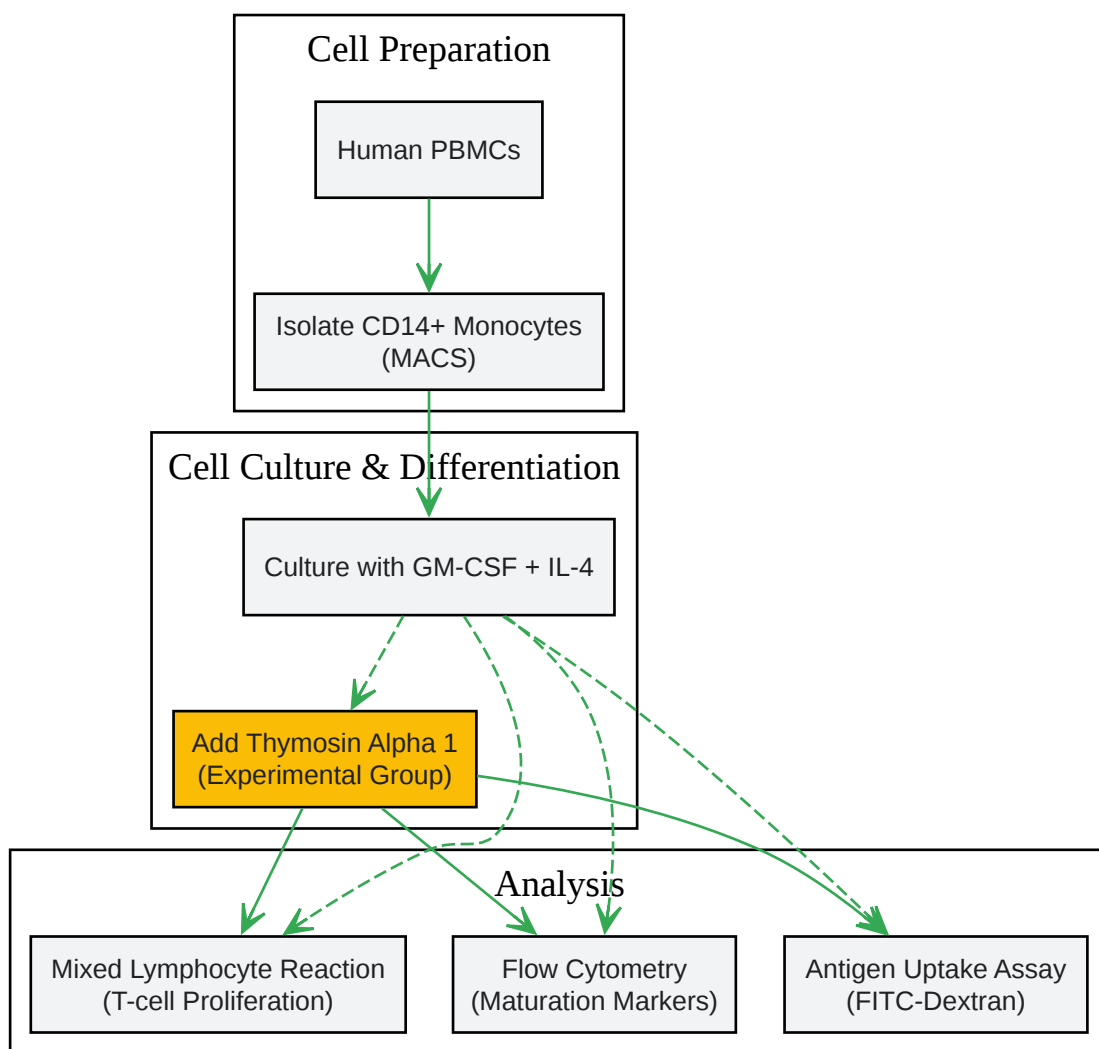 Cell Preparation
Human PBMCs
Isolate CD14+ Monocytes
(MACS)
Cell Culture & Differentiation
Culture with GM-CSF + IL-4
Add Thymosin Alpha 1
(Experimental Group)
Analysis
Mixed Lymphocyte Reaction
(T-cell Proliferation)
Flow Cytometry
(Maturation Markers)
Antigen Uptake Assay
(FITC-Dextran)